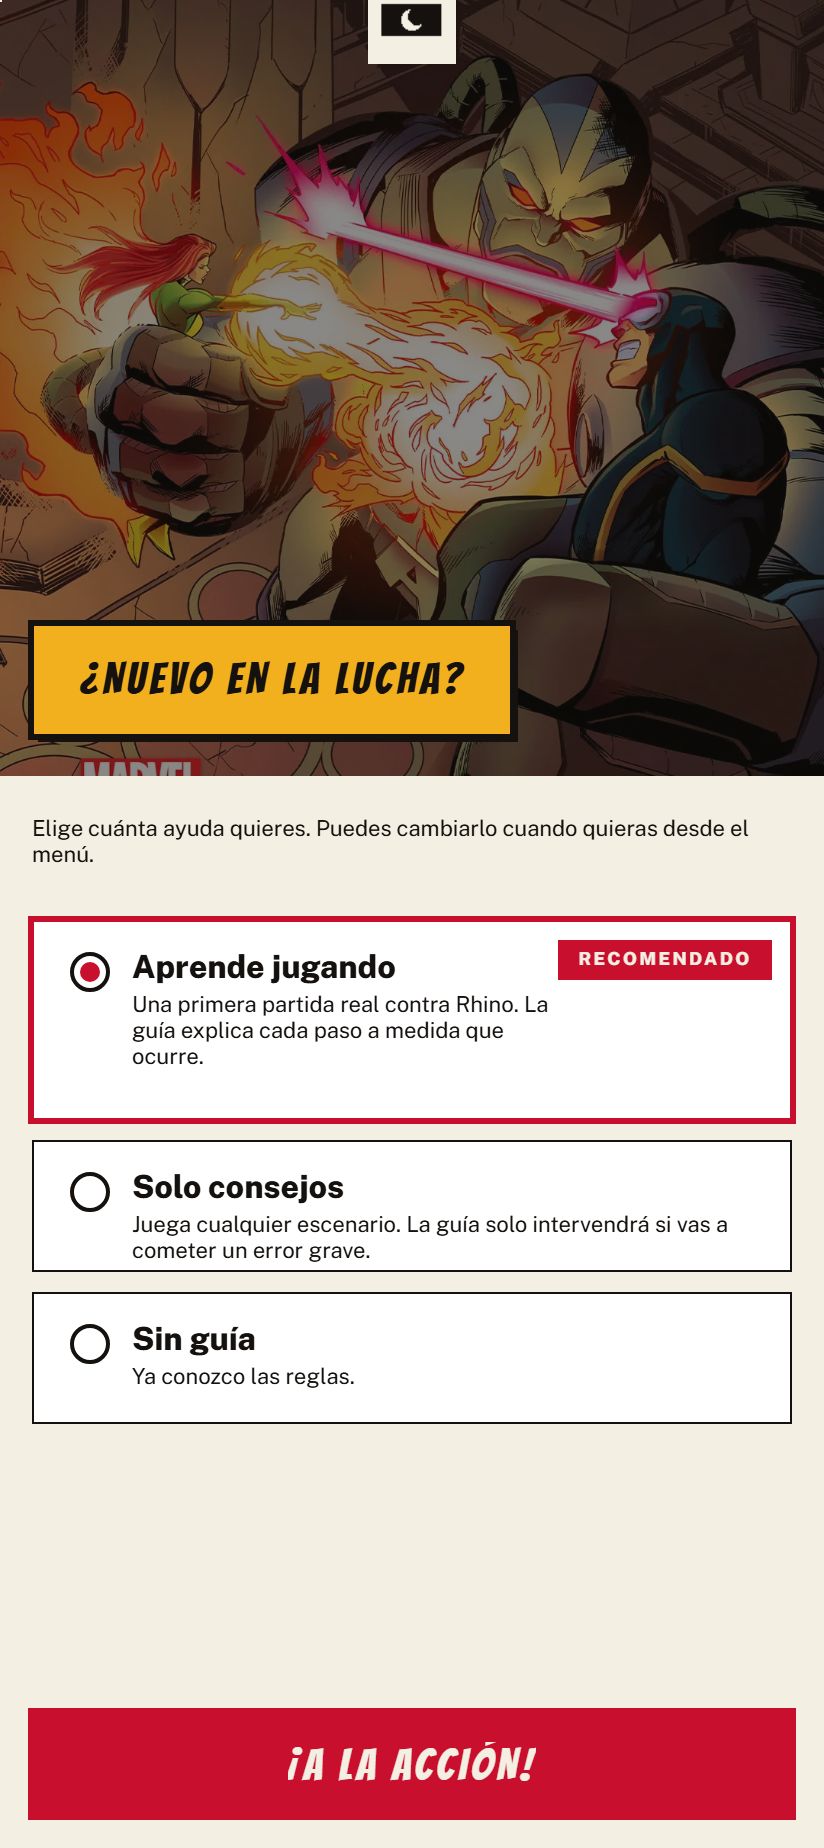 ¿NUEVO EN LA LUCHA?
MARVEL
Elige cuánta ayuda quieres. Puedes cambiarlo cuando quieras desde el
menú.
Aprende jugando
RECOMENDADO
Una primera partida real contra Rhino. La
guía explica cada paso a medida que
ocurre.
Solo consejos
Juega cualquier escenario. La guía solo intervendrá si vas a
cometer un error grave.
Sin guía
Ya conozco las reglas.
¡A LA ACCIÓN!